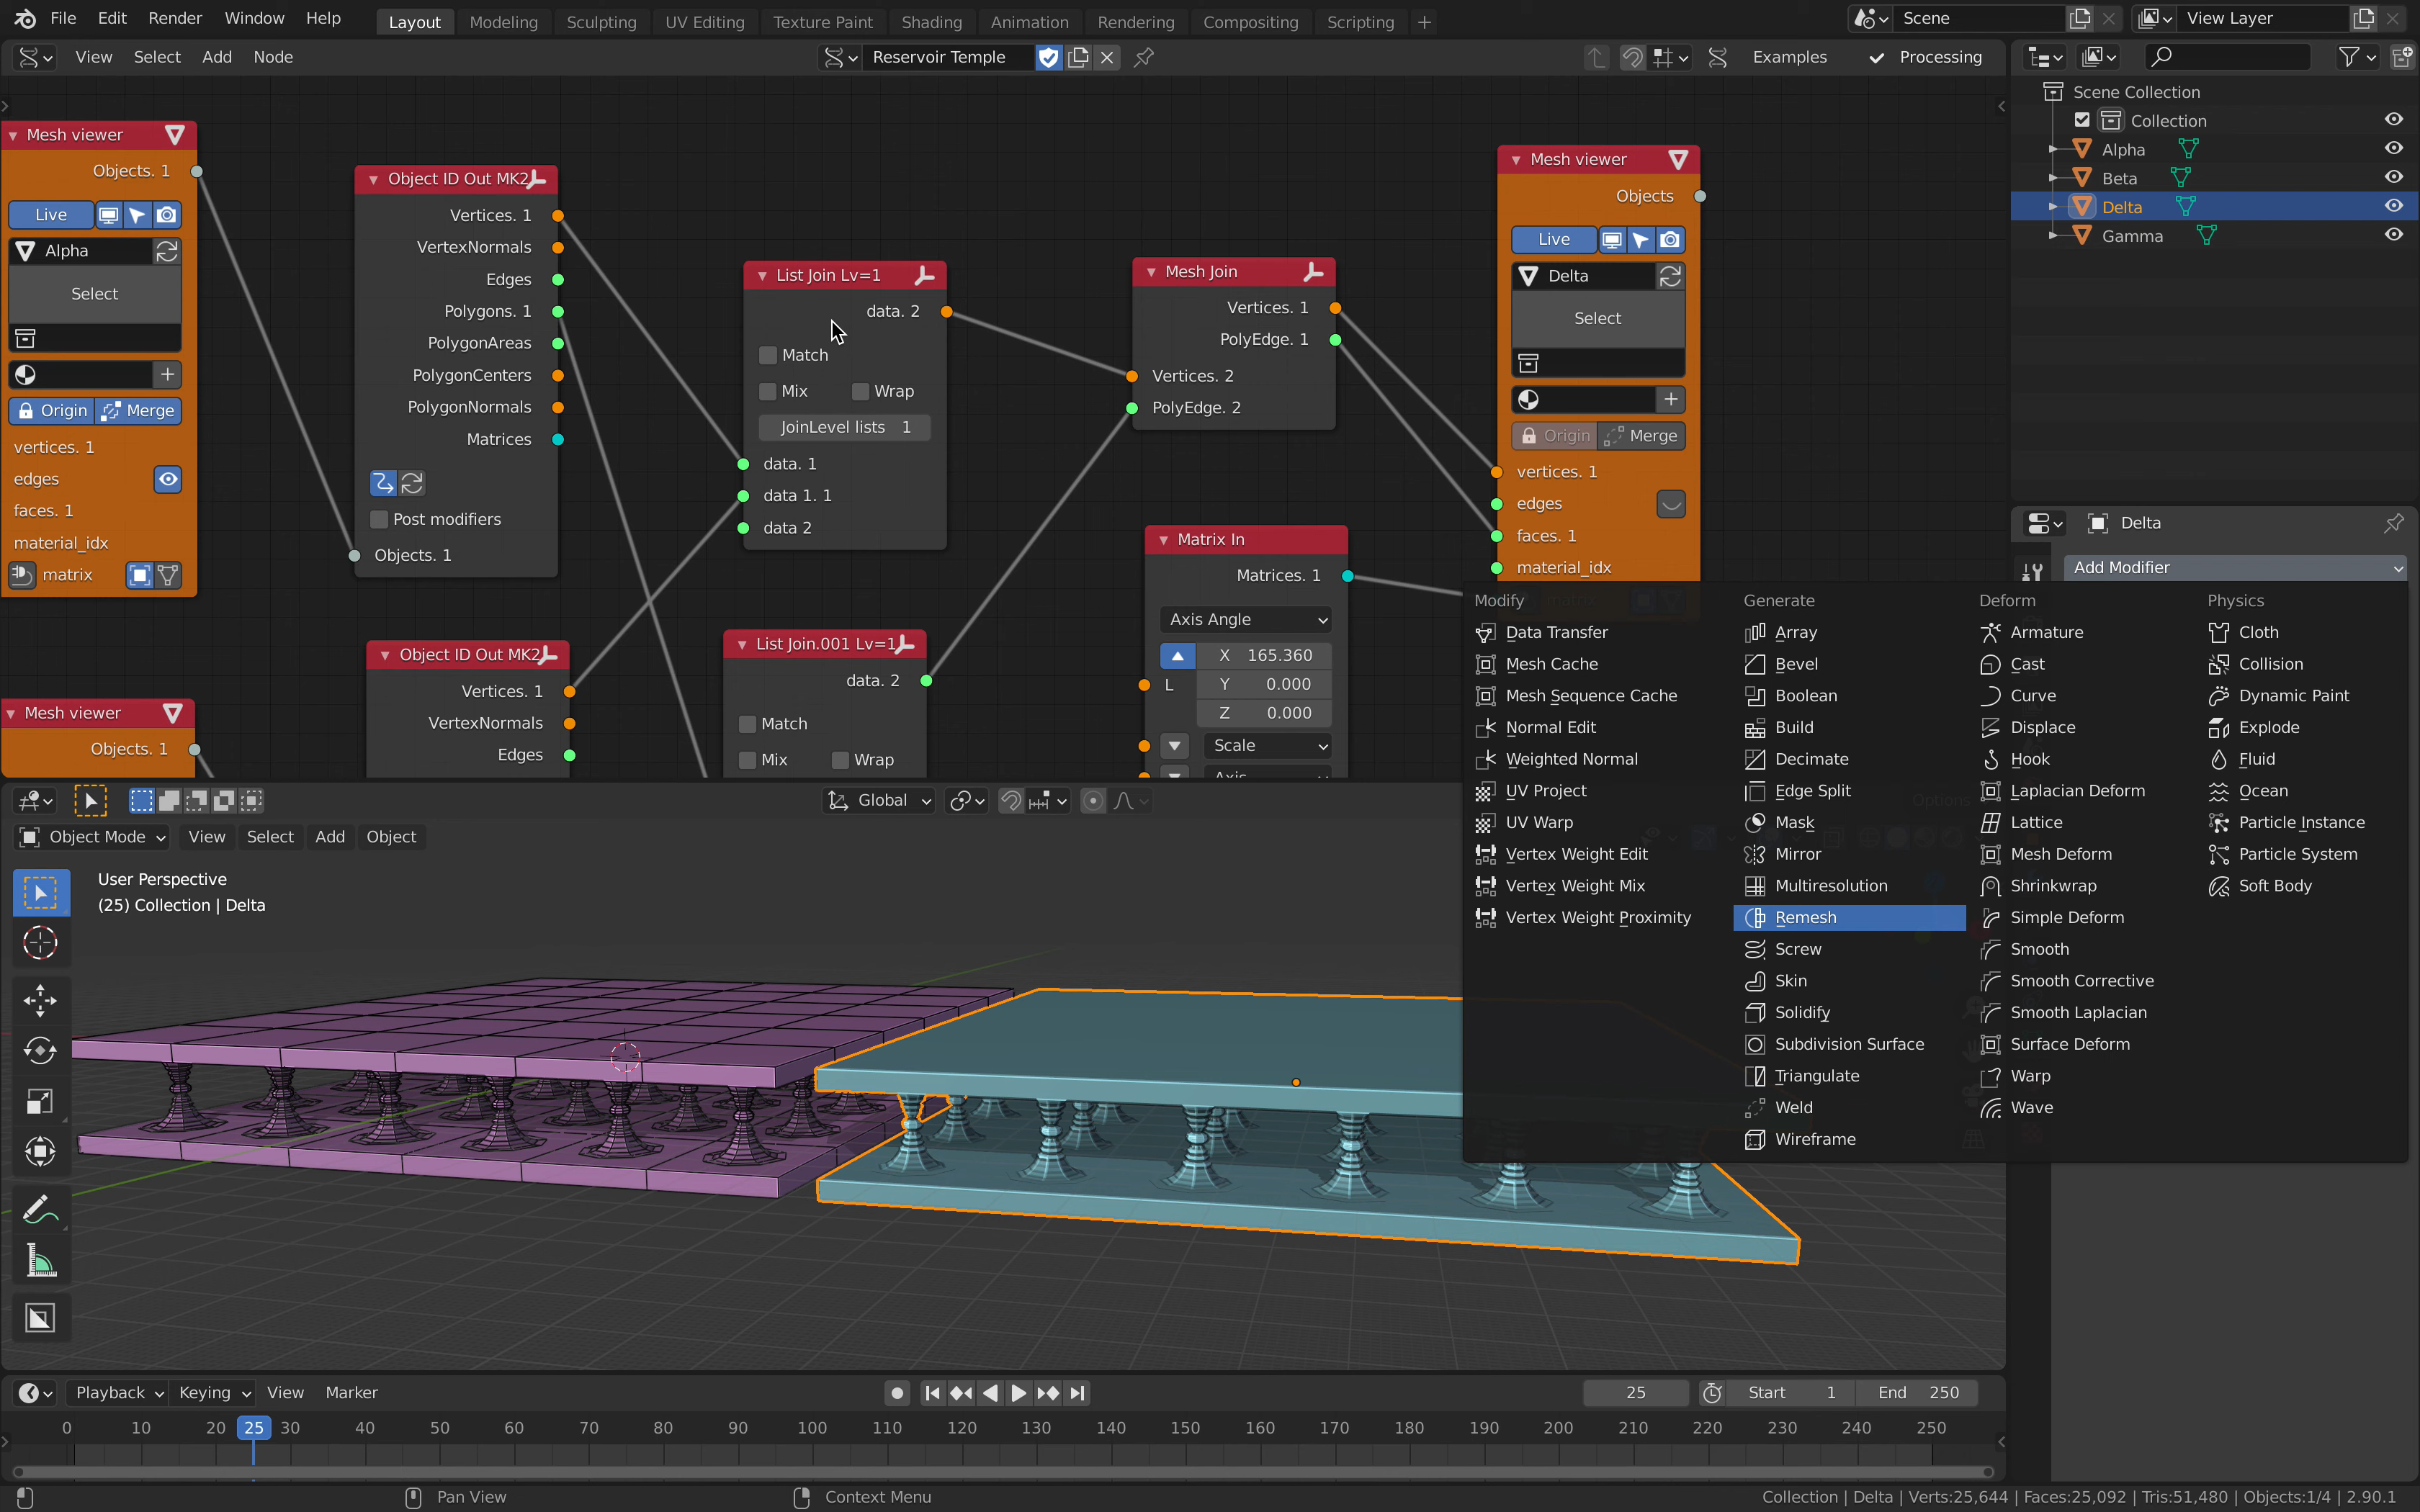 File Edit Render Window Help Layout Modeling Sculpting UV Editing Texture Paint Shading Animation Rendering Compositing Scripting + Scene View Layer
View Select Add Node Reservoir Temple Examples Processing
Scene Collection
Collection
Alpha
Beta
Delta
Gamma
Mesh viewer
Objects. 1
Live
Alpha
Select
Origin Merge
vertices. 1
edges
faces. 1
material_idx
matrix
Mesh viewer
Objects. 1
Object ID Out MK2
Vertices. 1
VertexNormals
Edges
Polygons. 1
PolygonAreas
PolygonCenters
PolygonNormals
Matrices
Post modifiers
Objects. 1
Object ID Out MK2
Vertices. 1
VertexNormals
Edges
List Join Lv=1
data. 2
Match
Mix Wrap
JoinLevel lists 1
data. 1
data 1. 1
data 2
List Join.001 Lv=1
data. 2
Match
Mix Wrap
Mesh Join
Vertices. 1
PolyEdge. 1
Vertices. 2
PolyEdge. 2
Matrix In
Matrices. 1
Axis Angle
X 165.360
L Y 0.000
Z 0.000
Scale
Axis
Mesh viewer
Objects
Live
Delta
Select
Origin Merge
vertices. 1
edges
faces. 1
material_idx
matrix
Delta
Add Modifier
Modify
Data Transfer
Mesh Cache
Mesh Sequence Cache
Normal Edit
Weighted Normal
UV Project
UV Warp
Vertex Weight Edit
Vertex Weight Mix
Vertex Weight Proximity
Generate
Array
Bevel
Boolean
Build
Decimate
Edge Split
Mask
Mirror
Multiresolution
Remesh
Screw
Skin
Solidify
Subdivision Surface
Triangulate
Weld
Wireframe
Deform
Armature
Cast
Curve
Displace
Hook
Laplacian Deform
Lattice
Mesh Deform
Shrinkwrap
Simple Deform
Smooth
Smooth Corrective
Smooth Laplacian
Surface Deform
Warp
Wave
Physics
Cloth
Collision
Dynamic Paint
Explode
Fluid
Ocean
Particle Instance
Particle System
Soft Body
Global Options
Object Mode View Select Add Object
User Perspective
(25) Collection | Delta
Playback Keying View Marker 25 Start 1 End 250
0 10 20 25 30 40 50 60 70 80 90 100 110 120 130 140 150 160 170 180 190 200 210 220 230 240 250
Pan View Context Menu Collection | Delta | Verts:25,644 | Faces:25,092 | Tris:51,480 | Objects:1/4 | 2.90.1